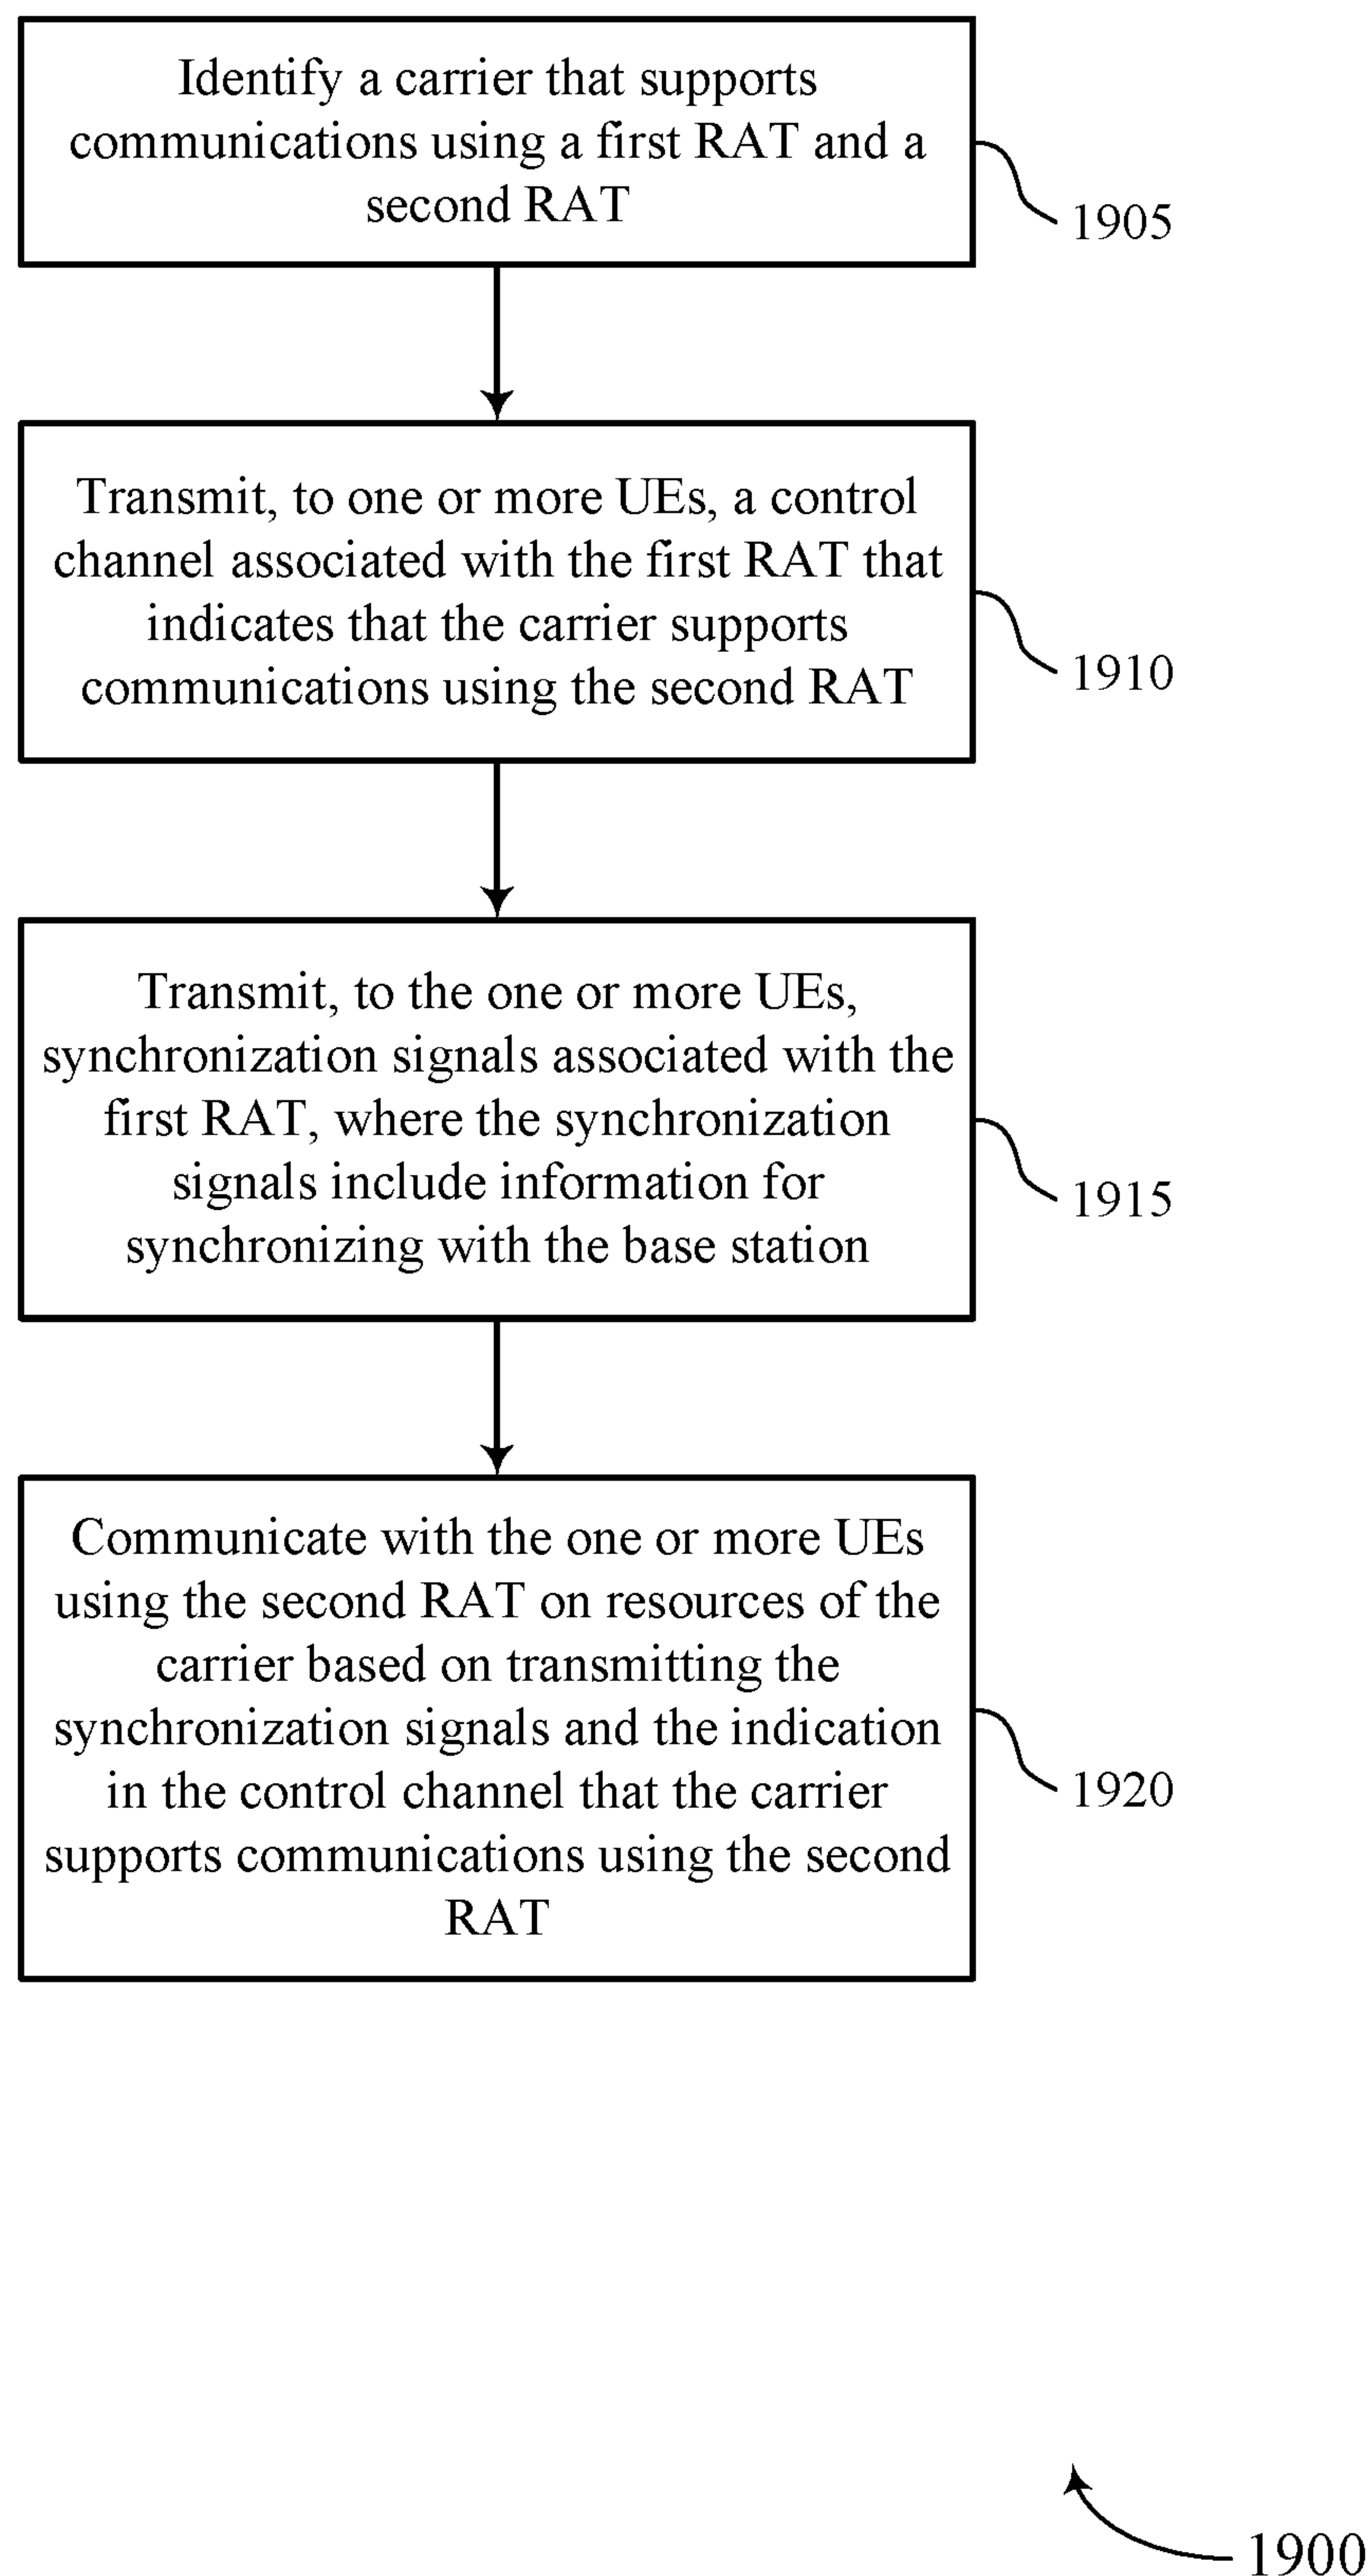 Identify a carrier that supports
communications using a first RAT and a
second RAT
1905
Transmit, to one or more UEs, a control
channel associated with the first RAT that
indicates that the carrier supports
communications using the second RAT
1910
Transmit, to the one or more UEs,
synchronization signals associated with the
first RAT, where the synchronization
signals include information for
synchronizing with the base station
1915
Communicate with the one or more UEs
using the second RAT on resources of the
carrier based on transmitting the
synchronization signals and the indication
in the control channel that the carrier
supports communications using the second
RAT
1920
1900